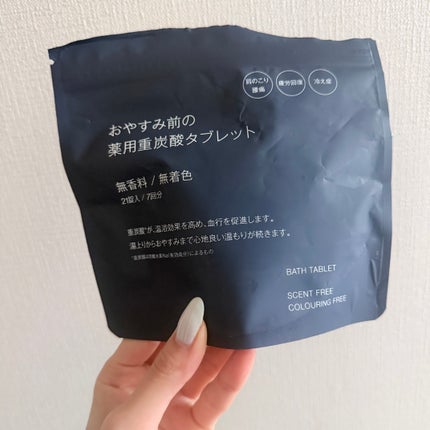 肩のこり
腰痛
疲労回復
冷え症
おやすみ前の
薬用重炭酸タブレット
無香料 / 無着色
21錠入 / 7回分
重炭酸*が、温浴効果を高め、血行を促進します。
湯上りからおやすみまで心地良い温もりが続きます。
BATH TABLET
SCENT FREE
COLOURING FREE